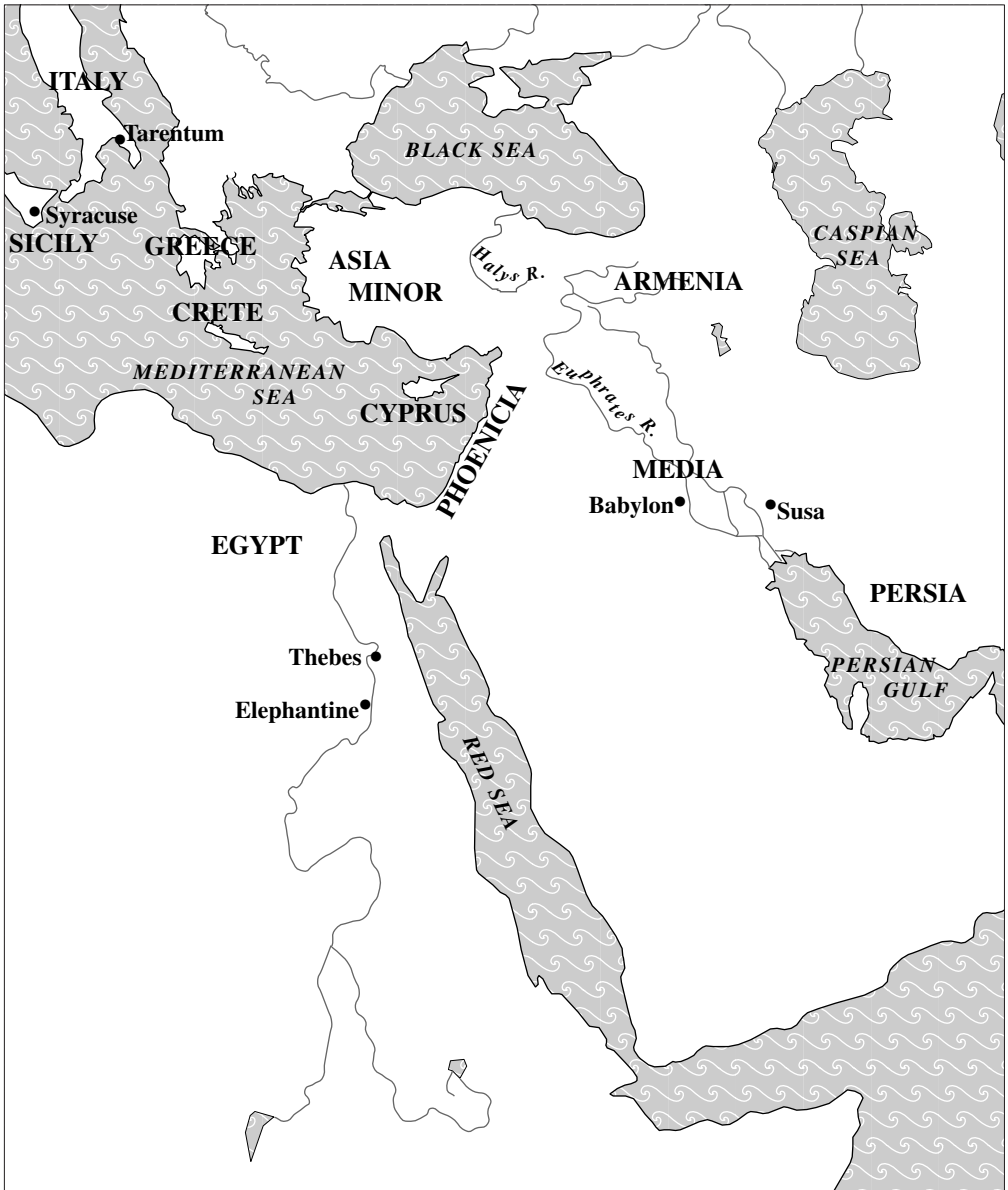 ITALY
Tarentum
BLACK SEA
Syracuse
SICILY
GREECE
CASPIAN
SEA
ASIA
MINOR
Halys R.
ARMENIA
CRETE
MEDITERRANEAN
SEA
CYPRUS
PHOENICIA
Euphrates R.
MEDIA
Babylon
Susa
EGYPT
PERSIA
Thebes
PERSIAN
GULF
Elephantine
RED SEA